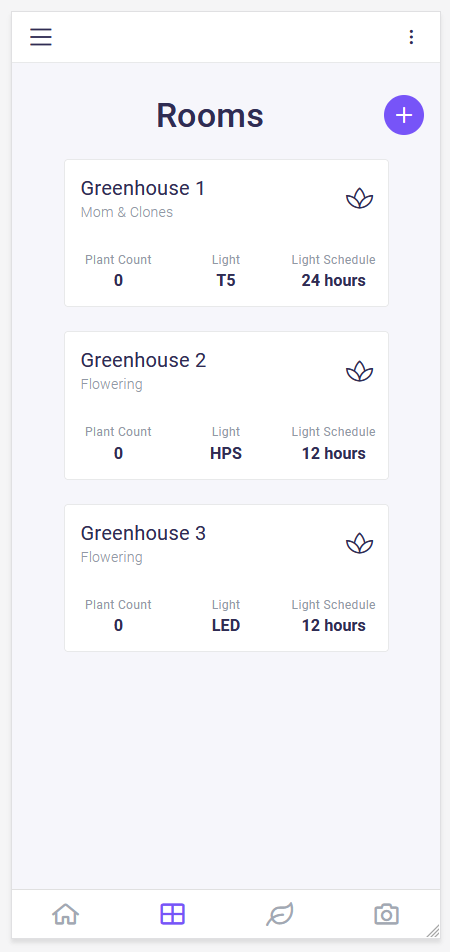 Rooms
Greenhouse 1
Mom & Clones
Plant Count Light Light Schedule
0 T5 24 hours
Greenhouse 2
Flowering
Plant Count Light Light Schedule
0 HPS 12 hours
Greenhouse 3
Flowering
Plant Count Light Light Schedule
0 LED 12 hours